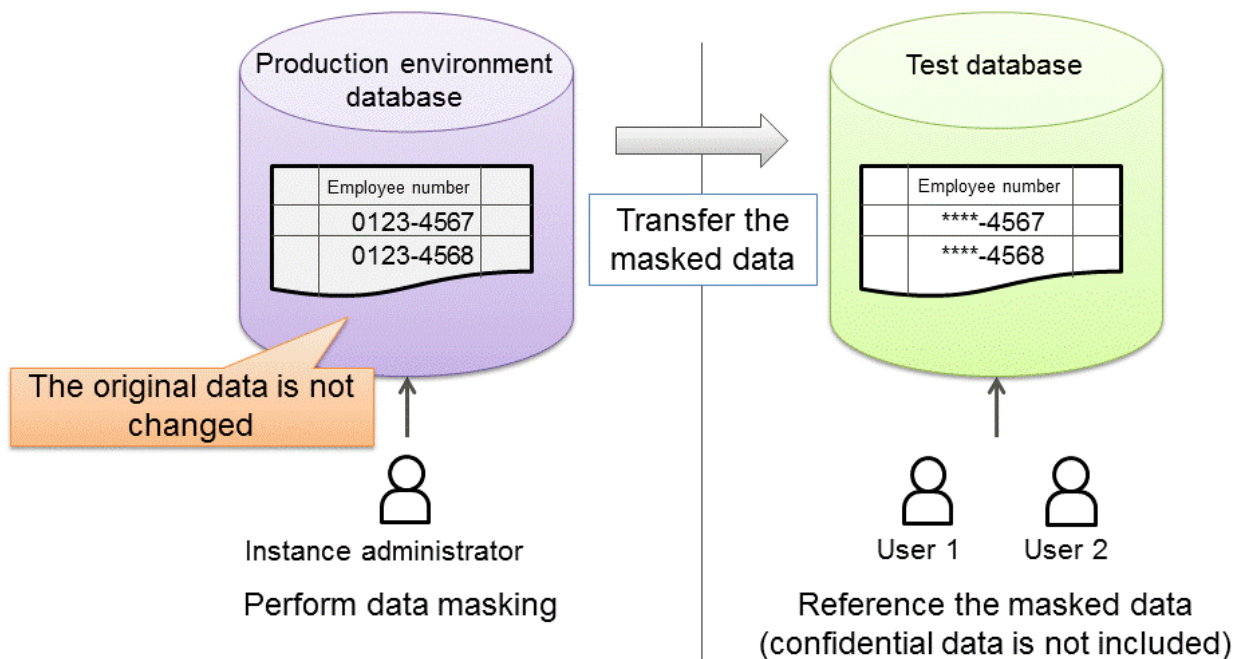 Production environment
database
Employee number
0123-4567
0123-4568
The original data is not
changed
Instance administrator
Perform data masking
Transfer the
masked data
Test database
Employee number
****-4567
****-4568
User 1
User 2
Reference the masked data
(confidential data is not included)